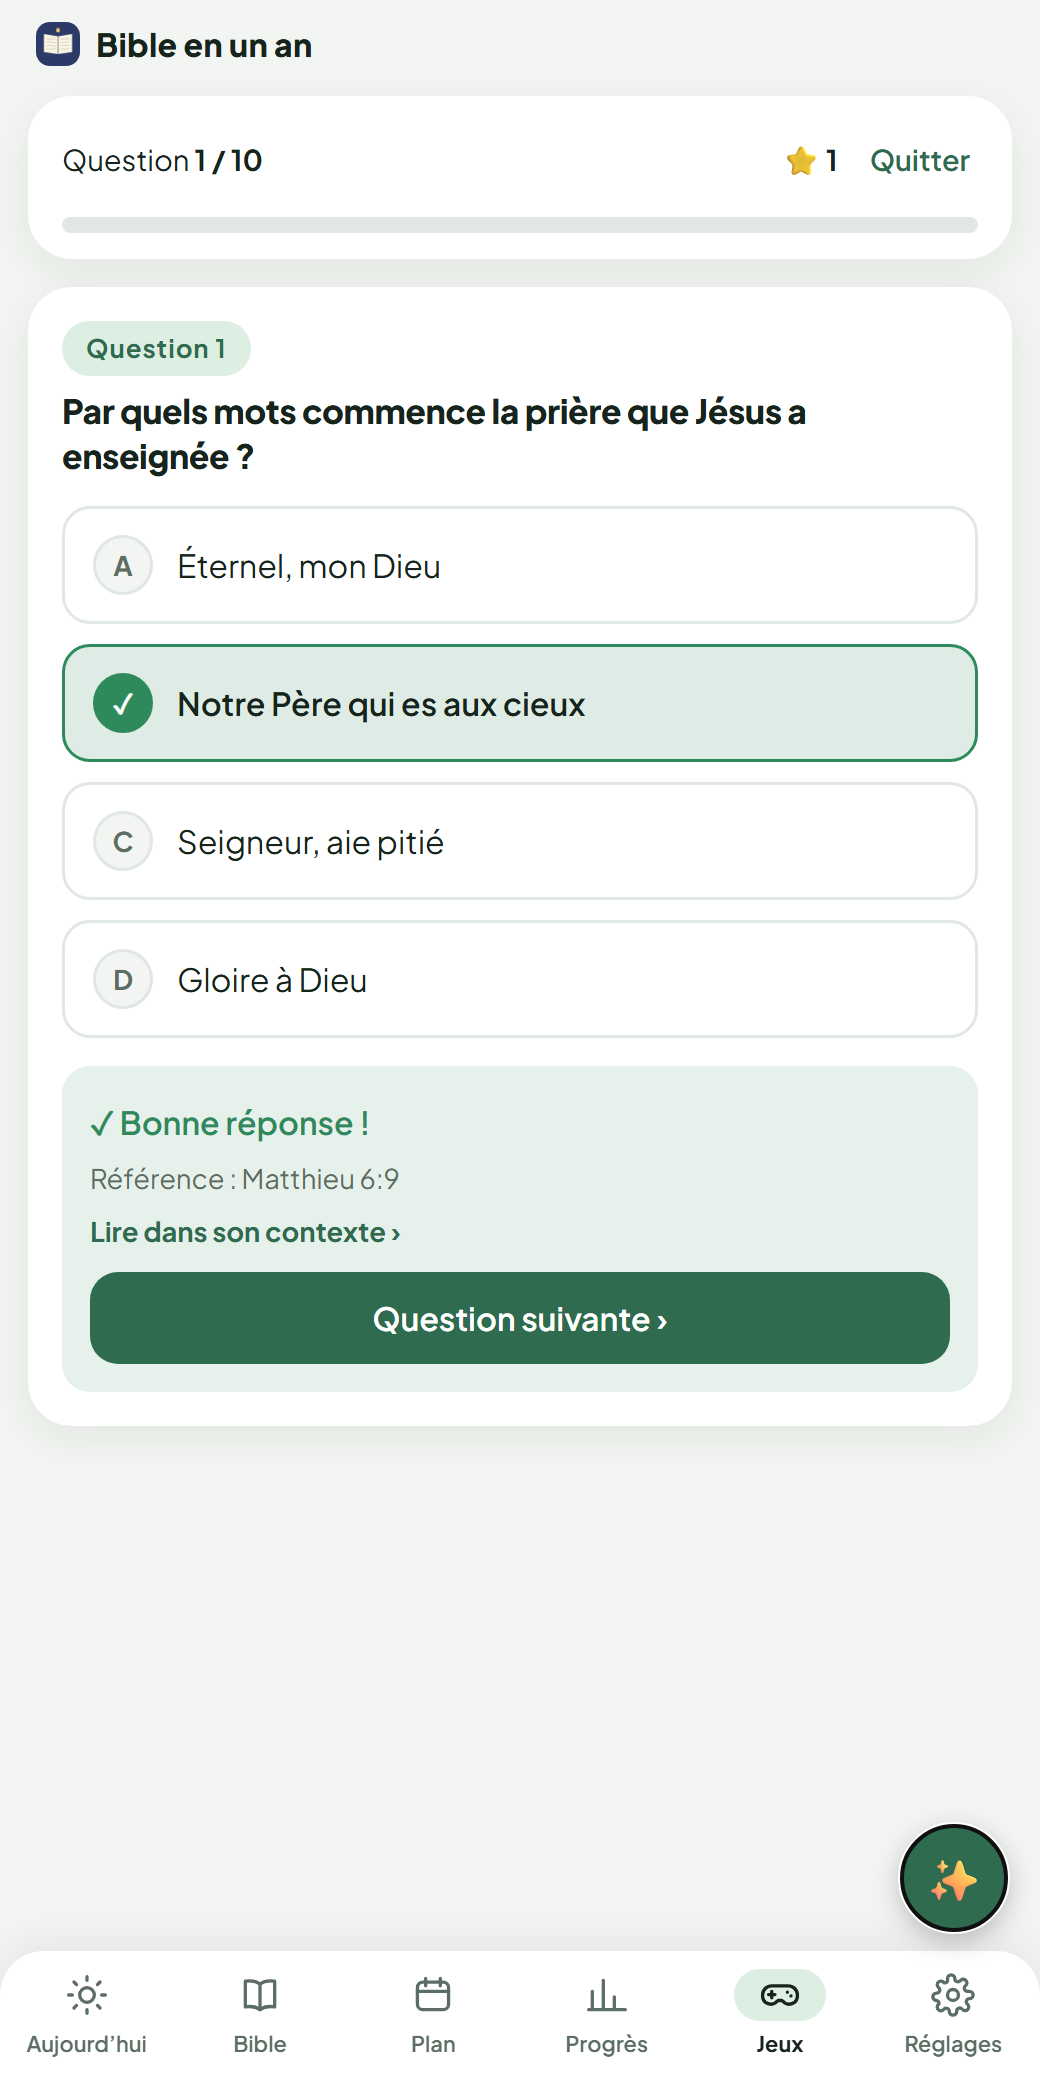 Bible en un an
Question 1 / 10
1
Quitter
Question 1
Par quels mots commence la prière que Jésus a
enseignée ?
A
Éternel, mon Dieu
✓
Notre Père qui es aux cieux
C
Seigneur, aie pitié
D
Gloire à Dieu
✓ Bonne réponse !
Référence : Matthieu 6:9
Lire dans son contexte ›
Question suivante ›
Aujourd’hui
Bible
Plan
Progrès
Jeux
Réglages